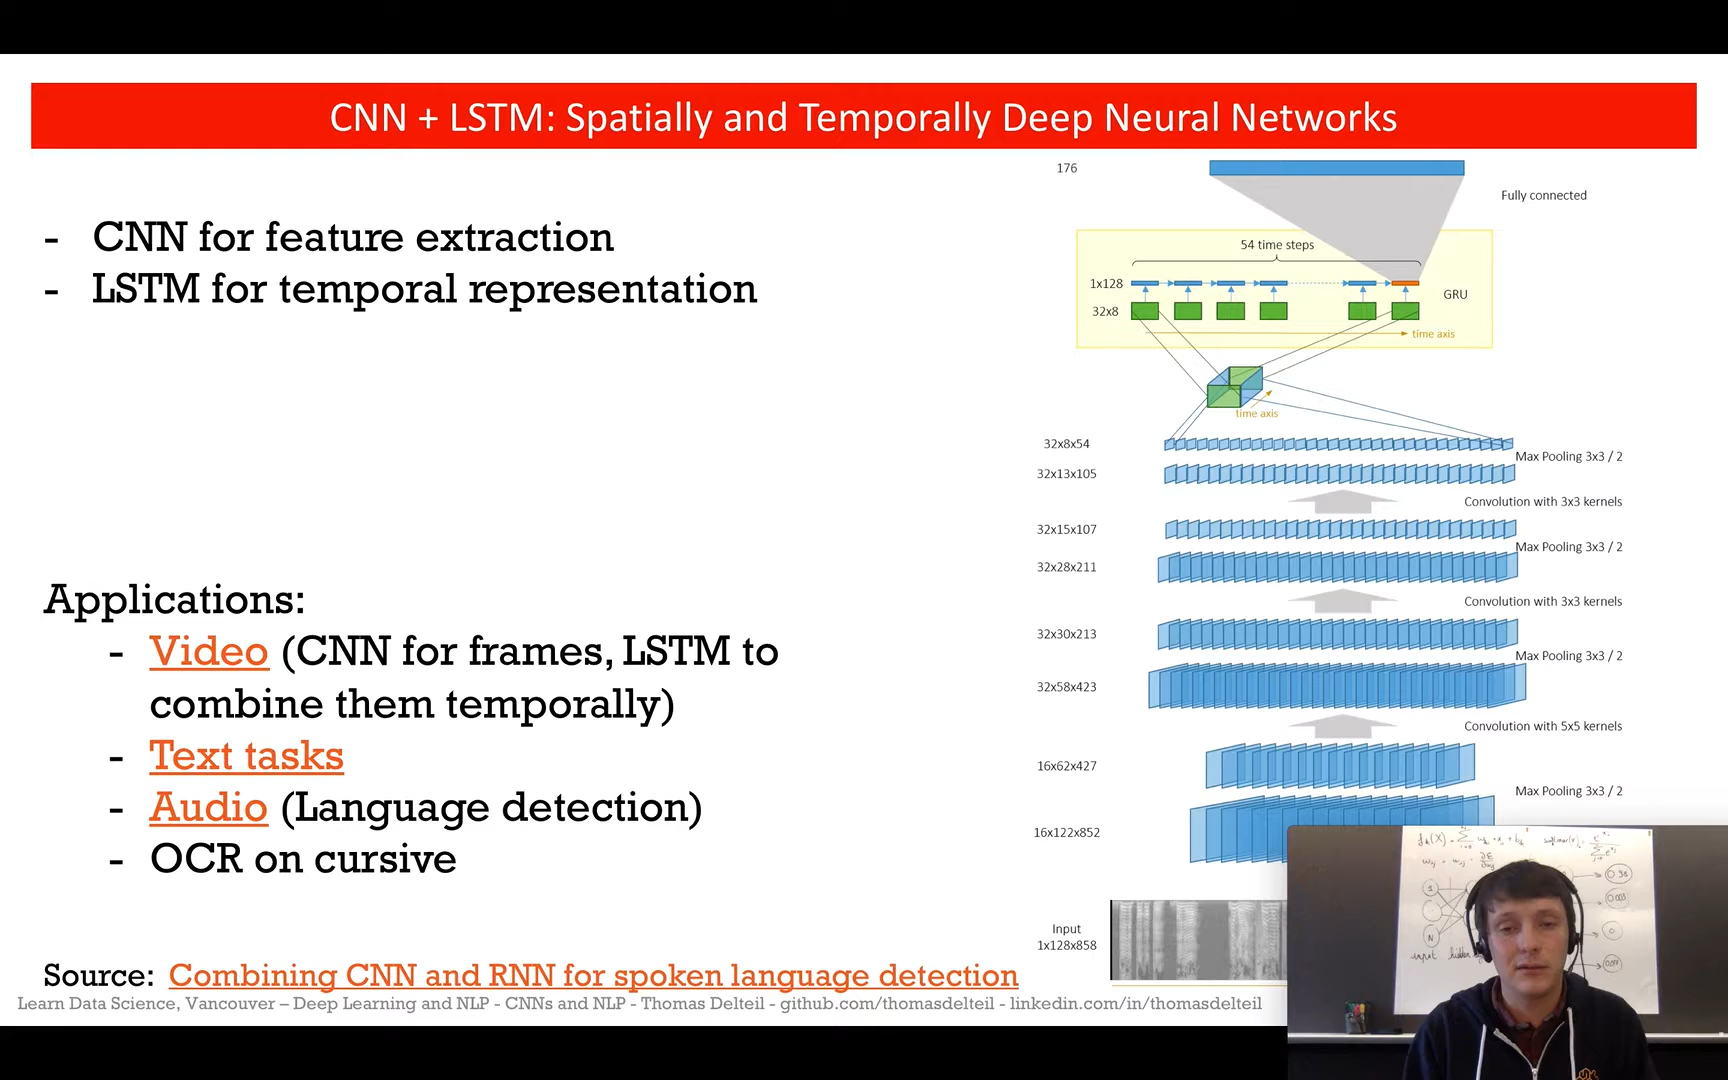 CNN + LSTM: Spatially and Temporally Deep Neural Networks
- CNN for feature extraction
- LSTM for temporal representation
Applications:
- Video (CNN for frames, LSTM to
combine them temporally)
- Text tasks
- Audio (Language detection)
- OCR on cursive
Source: Combining CNN and RNN for spoken language detection
Learn Data Science, Vancouver – Deep Learning and NLP - CNNs and NLP - Thomas Delteil - github.com/thomasdelteil - linkedin.com/in/thomasdelteil
176
Fully connected
54 time steps
1x128
GRU
32x8
time axis
time axis
32x8x54
Max Pooling 3x3 / 2
32x13x105
Convolution with 3x3 kernels
32x15x107
Max Pooling 3x3 / 2
32x28x211
Convolution with 3x3 kernels
32x30x213
Max Pooling 3x3 / 2
32x58x423
Convolution with 5x5 kernels
16x62x427
Max Pooling 3x3 / 2
16x122x852
Input
1x128x858
input hidden